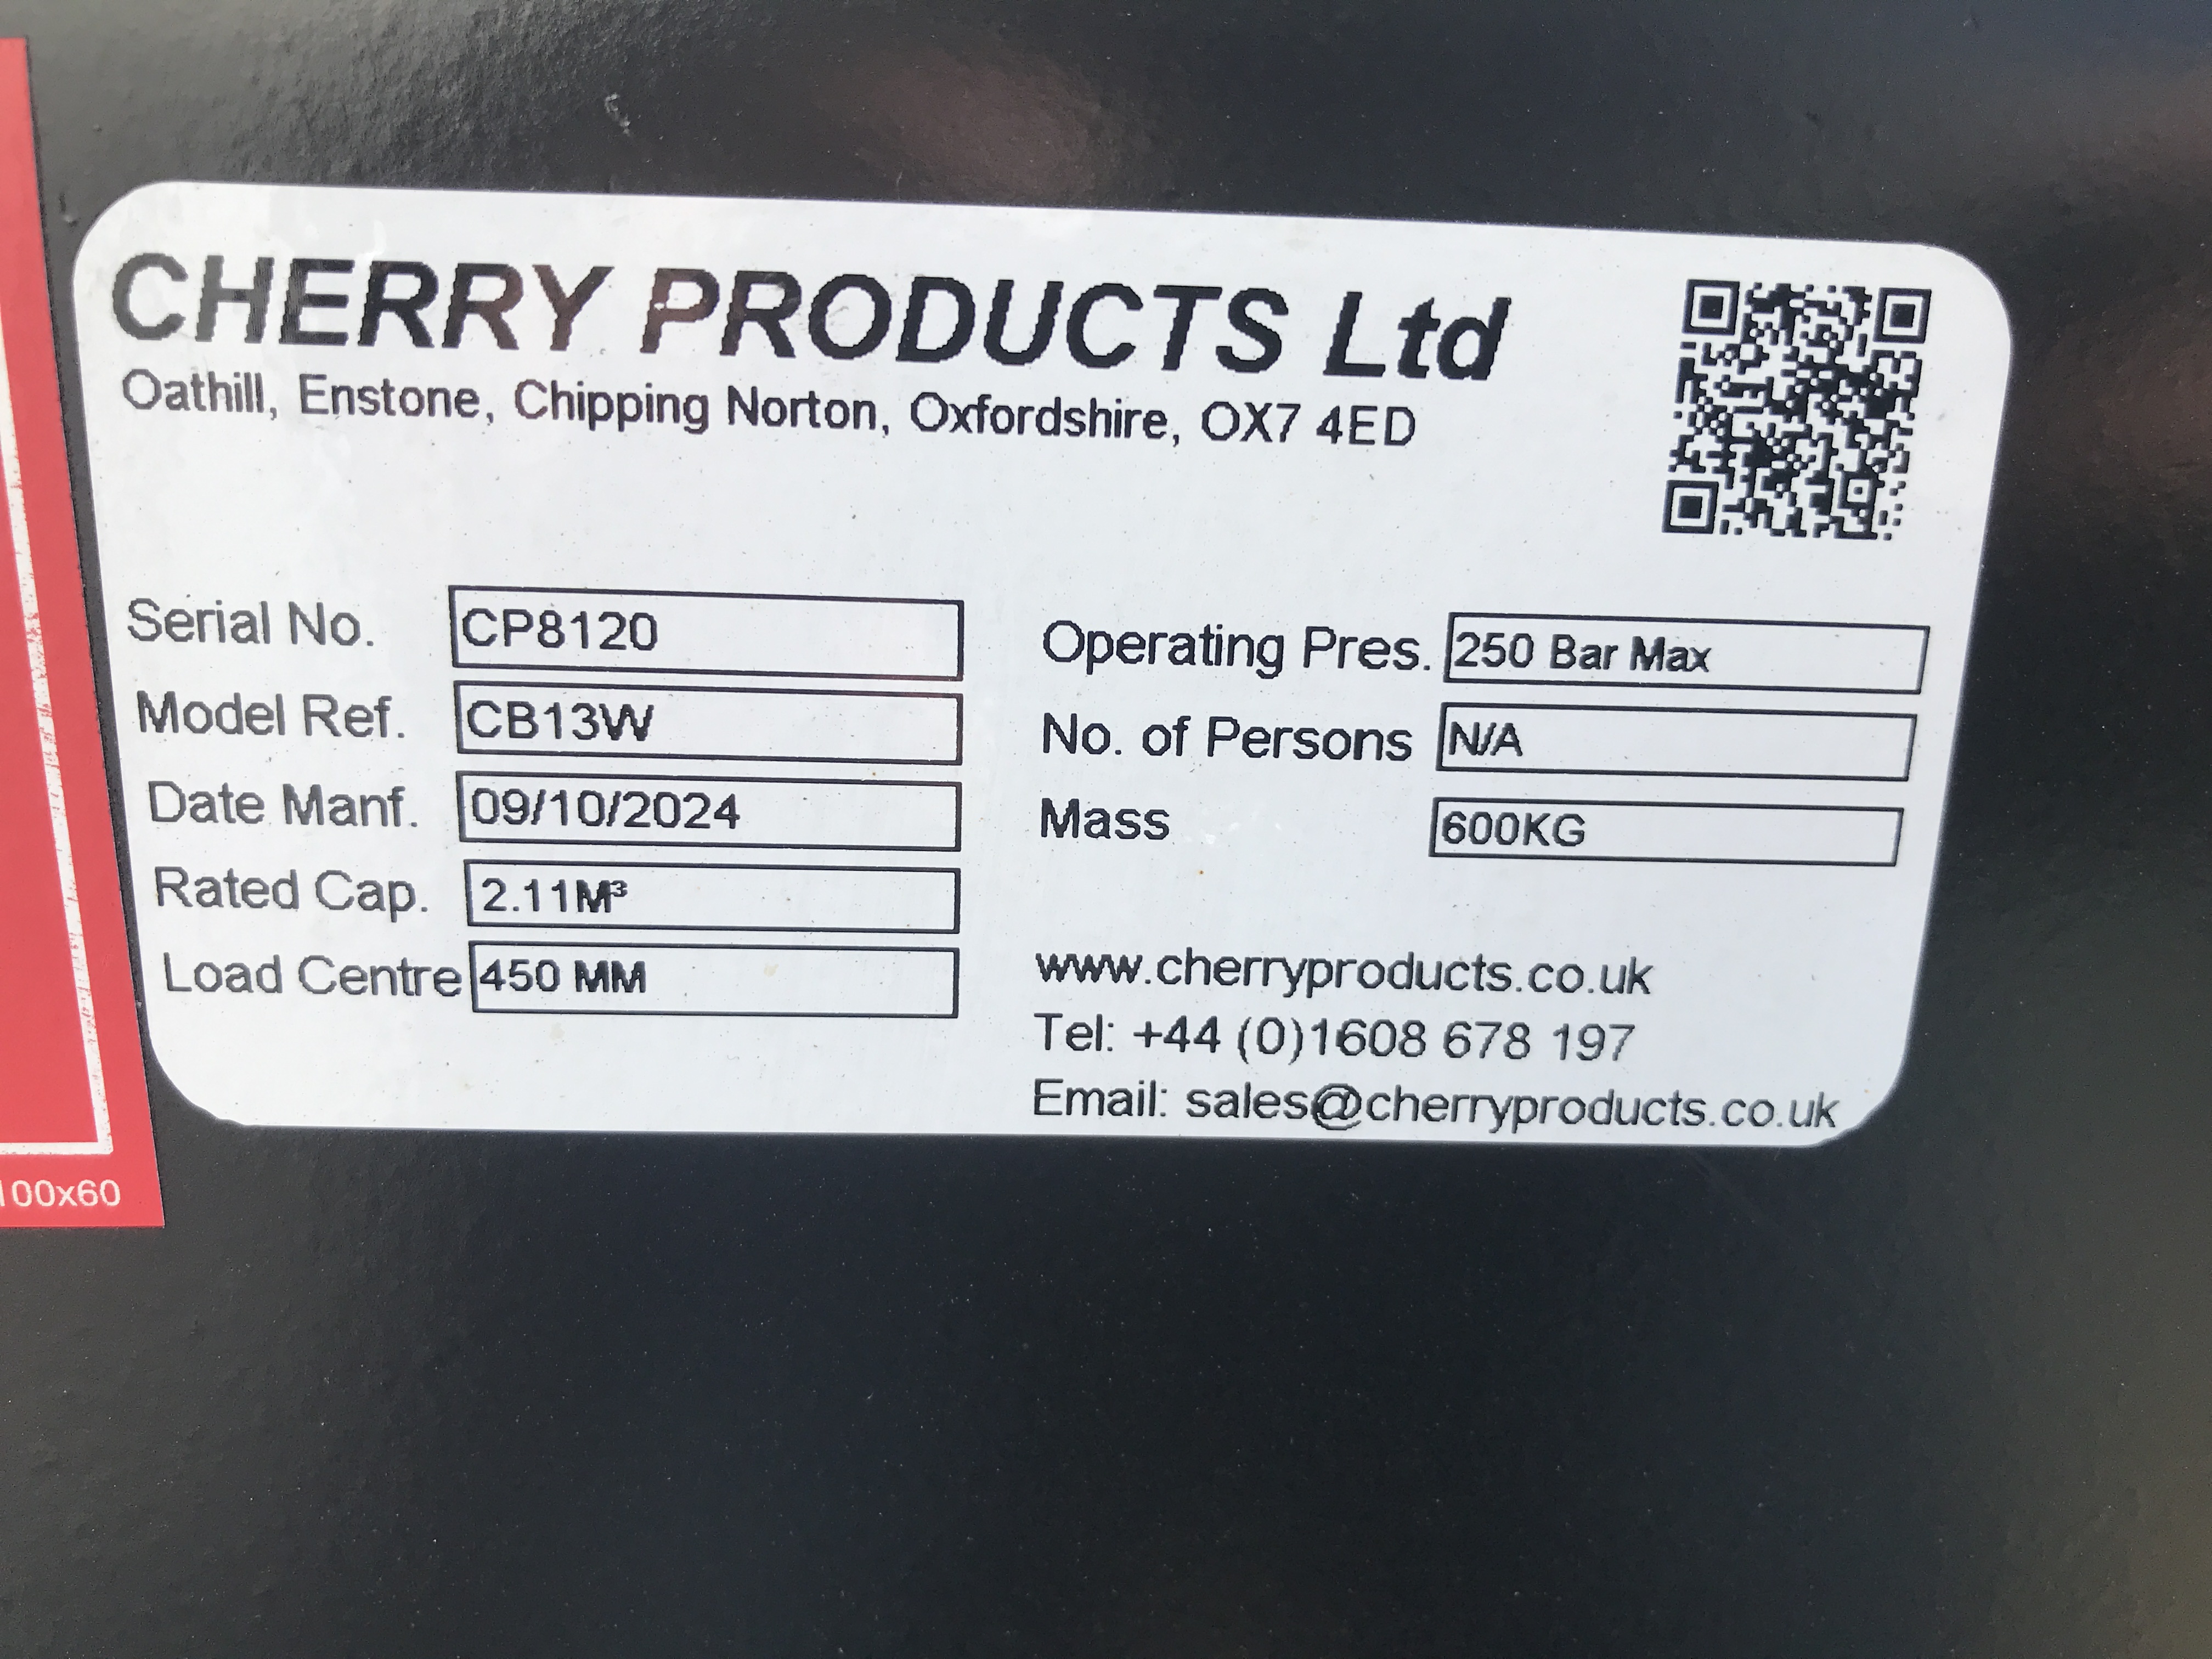 CHERRY PRODUCTS Ltd
Oathill, Enstone, Chipping Norton, Oxfordshire, OX7 4ED
Serial No. CP8120
Model Ref. CB13W
Date Manf. 09/10/2024
Rated Cap. 2.11M³
Load Centre 450 MM
Operating Pres. 250 Bar Max
No. of Persons N/A
Mass 600KG
www.cherryproducts.co.uk
Tel: +44 (0)1608 678 197
Email: sales@cherryproducts.co.uk
100x60